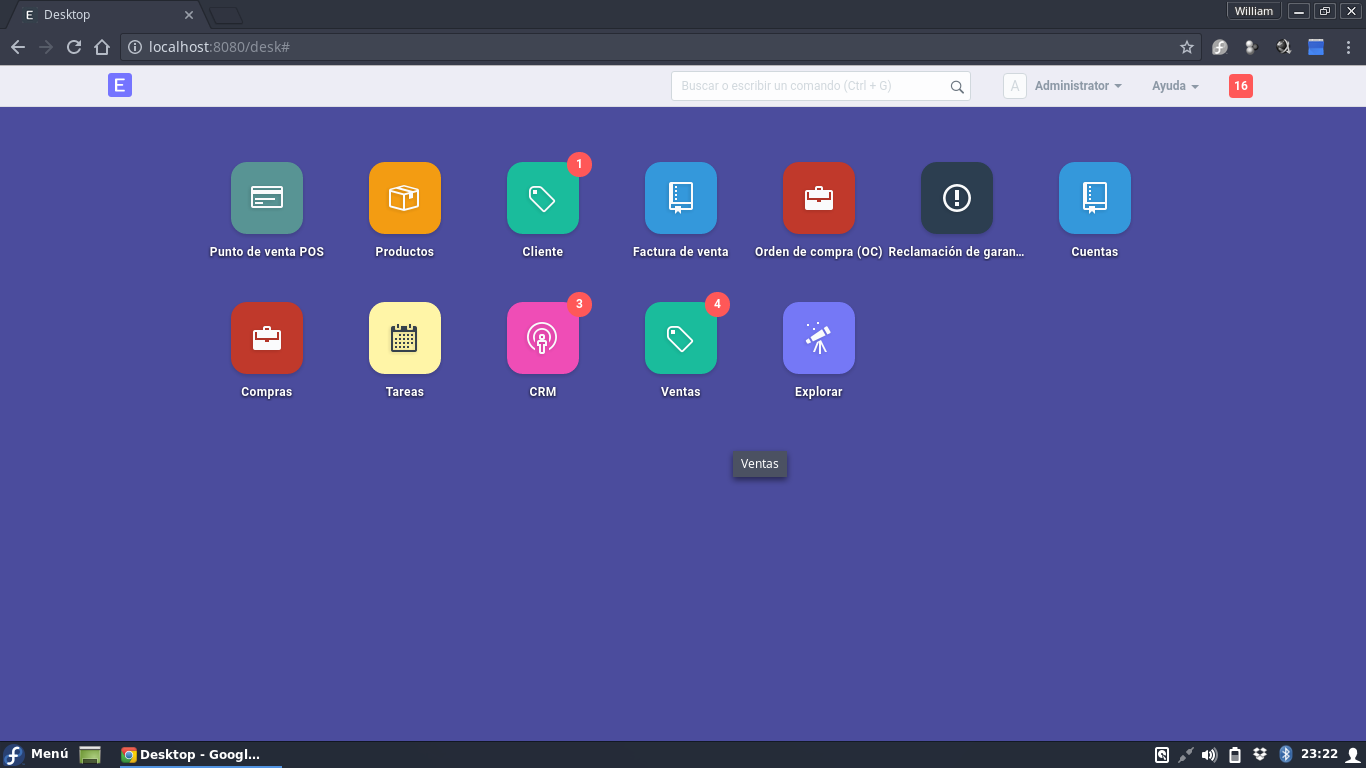 E Desktop
William
localhost:8080/desk#
E
Buscar o escribir un comando (Ctrl + G)
A Administrator
Ayuda
16
1
Punto de venta POS
Productos
Cliente
Factura de venta
Orden de compra (OC)
Reclamación de garan...
Cuentas
3
4
Compras
Tareas
CRM
Ventas
Explorar
Ventas
Menú
Desktop - Googl...
23:22